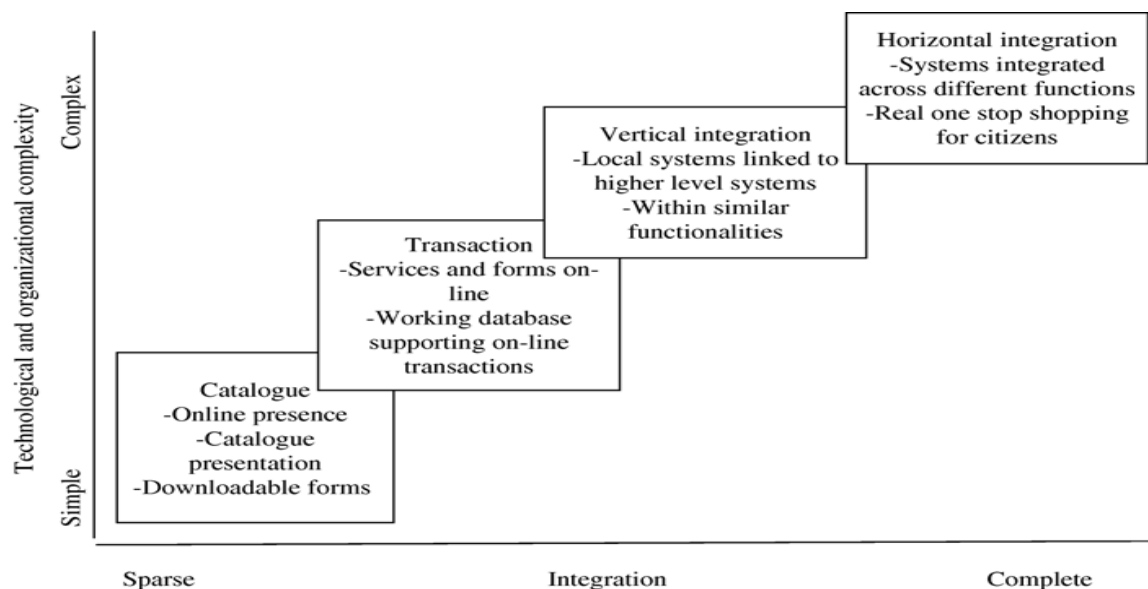 Technological and organizational complexity
Complex
Simple
Horizontal integration
-Systems integrated
across different functions
-Real one stop shopping
for citizens
Vertical integration
-Local systems linked to
higher level systems
-Within similar
functionalities
Transaction
-Services and forms on-
line
-Working database
supporting on-line
transactions
Catalogue
-Online presence
-Catalogue
presentation
-Downloadable forms
Sparse
Integration
Complete